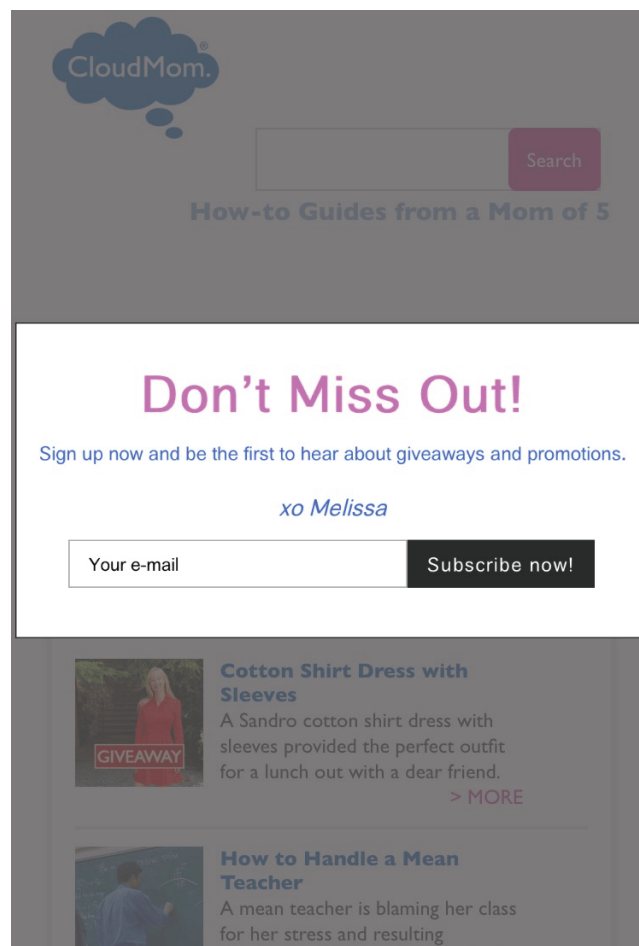 CloudMom.®
Search
How-to Guides from a Mom of 5
Don't Miss Out!
Sign up now and be the first to hear about giveaways and promotions.
xo Melissa
Your e-mail
Subscribe now!
Cotton Shirt Dress with
Sleeves
A Sandro cotton shirt dress with
sleeves provided the perfect outfit
for a lunch out with a dear friend.
> MORE
GIVEAWAY
How to Handle a Mean
Teacher
A mean teacher is blaming her class
for her stress and resulting